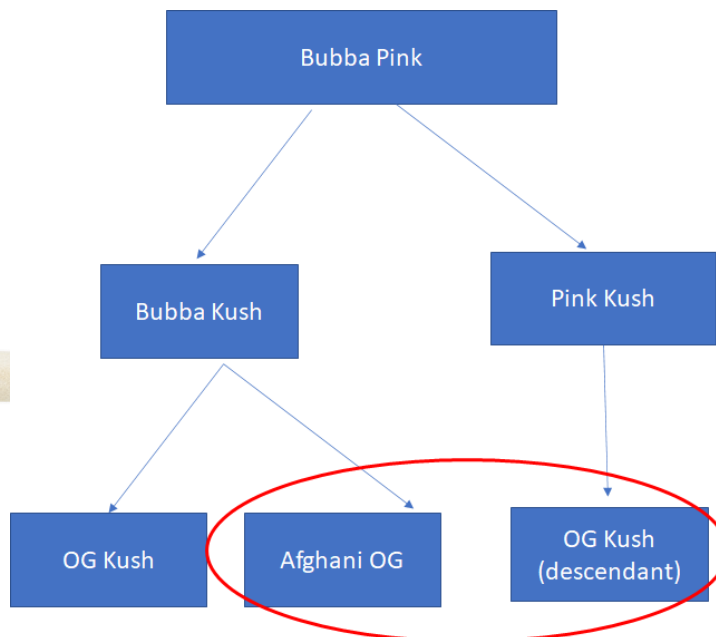 Bubba Pink
Bubba Kush
Pink Kush
OG Kush
Afghani OG
OG Kush
(descendant)